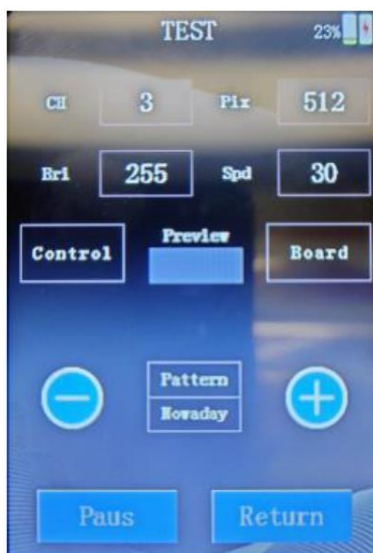 TEST 23%
CH 3 Pix 512
Bri 255 Spd 30
Control Preview Board
Pattern
Nowaday
Paus Return